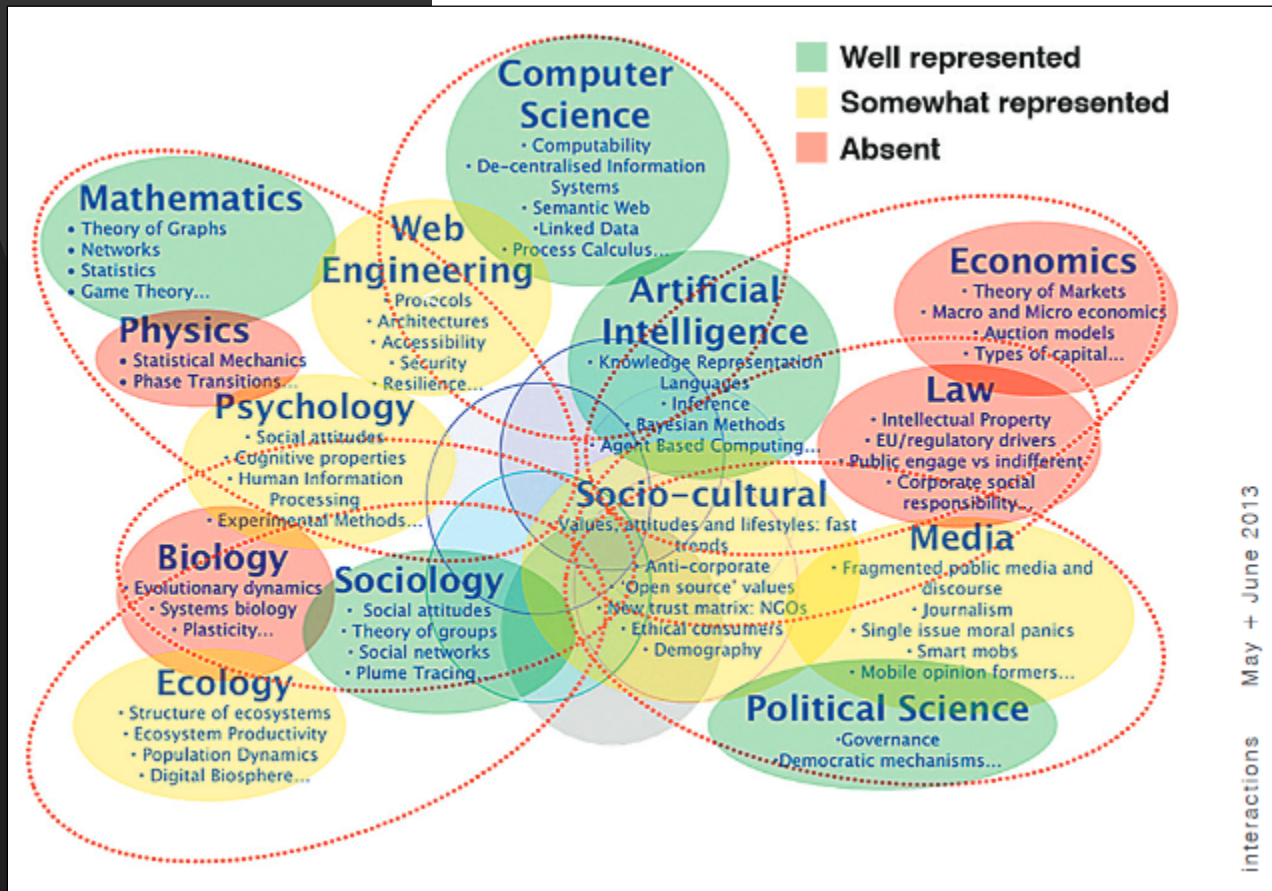 Computer
Science
• Computability
• De-centralised Information
Systems
• Semantic Web
•Linked Data
• Process Calculus...
Well represented
Somewhat represented
Absent
Mathematics
• Theory of Graphs
• Networks
• Statistics
• Game Theory...
Web
Engineering
• Protocols
• Architectures
• Accessibility
• Security
• Resilience...
Artificial
Intelligence
• Knowledge Representation
Languages
• Inference
• Bayesian Methods
• Agent Based Computing...
Economics
• Theory of Markets
• Macro and Micro economics
• Auction models
• Types of capital...
Physics
• Statistical Mechanics
• Phase Transitions...
Law
• Intellectual Property
• EU/regulatory drivers
• Public engage vs indifferent
• Corporate social
responsibility...
Psychology
• Social attitudes
• Cognitive properties
• Human Information
Processing
• Experimental Methods...
Socio-cultural
Values, attitudes and lifestyles: fast
trends
• Anti-corporate
• 'Open source' values
• New trust matrix: NGOs
• Ethical consumers
• Demography
Media
• Fragmented public media and
discourse
• Journalism
• Single issue moral panics
• Smart mobs
• Mobile opinion formers...
Biology
• Evolutionary dynamics
• Systems biology
• Plasticity...
Sociology
• Social attitudes
• Theory of groups
• Social networks
• Plume Tracing...
Ecology
• Structure of ecosystems
• Ecosystem Productivity
• Population Dynamics
• Digital Biosphere...
Political Science
•Governance
•Democratic mechanisms...
interactions May + June 2013